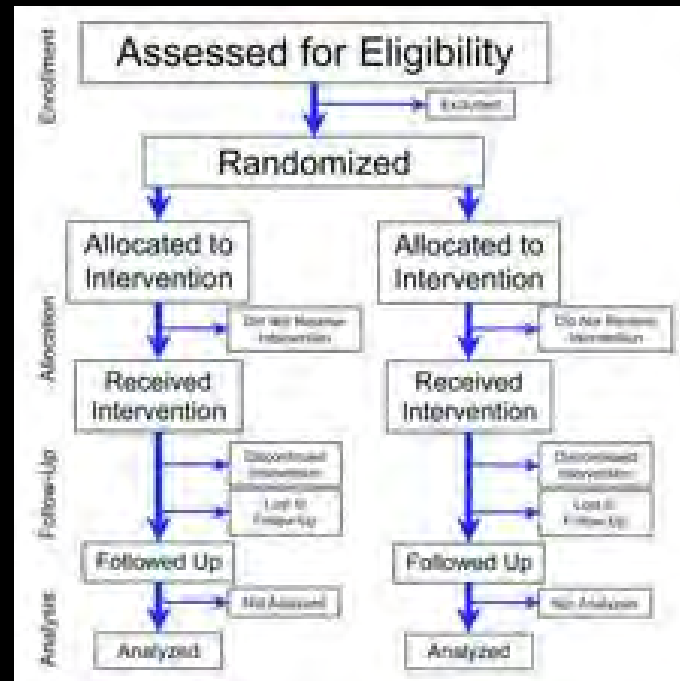 Enrollment
Assessed for Eligibility
Excluded
Randomized
Allocated to
Intervention
Allocated to
Intervention
Allocation
Did Not Receive
Intervention
Did Not Receive
Intervention
Received
Intervention
Received
Intervention
Follow-Up
Discontinued
Intervention
Discontinued
Intervention
Lost to
Follow-Up
Lost to
Follow-Up
Followed Up
Followed Up
Analysis
Not Analyzed
Analyzed
Analyzed